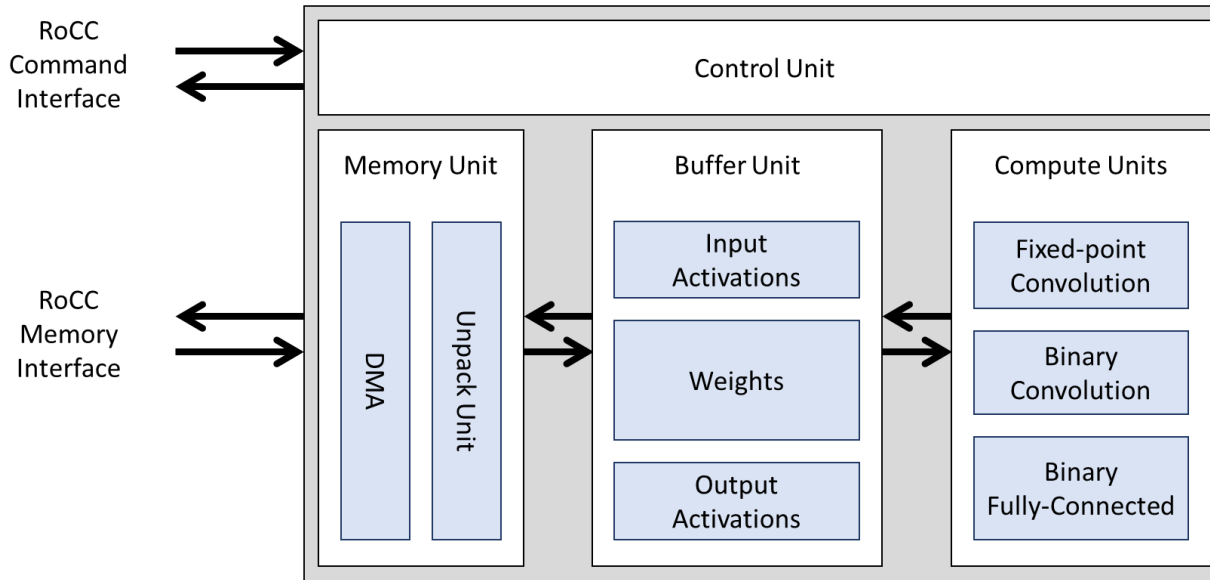 RoCC
Command
Interface
Control Unit
Memory Unit
Buffer Unit
Compute Units
RoCC
Memory
Interface
DMA
Unpack Unit
Input
Activations
Weights
Output
Activations
Fixed-point
Convolution
Binary
Convolution
Binary
Fully-Connected